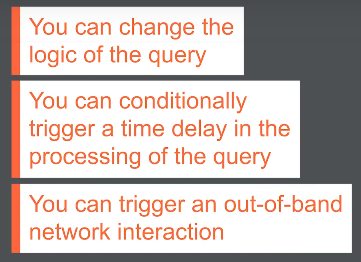 You can change the
logic of the query
You can conditionally
trigger a time delay in the
processing of the query
You can trigger an out-of-band
network interaction